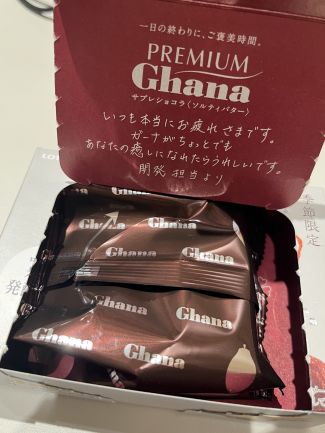 一日の終わりに、ご褒美時間。
PREMIUM
Ghana
サブレショコラ〈ソルティバター〉
いつも本当にお疲れさまです。
ガーナがちょっとでも
あなたの癒しになれたらうれしいです。
開発担当より
LO
季節限定
Ghana
Ghana
Ghana
Ghana
Ghana
Ghana
Ghana
発